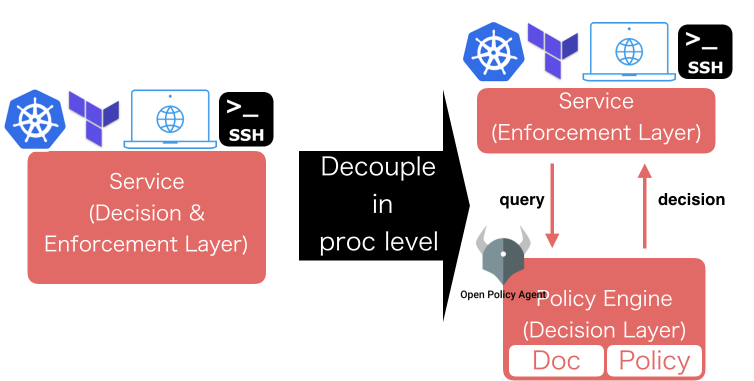 >_
SSH
Service
(Decision &
Enforcement Layer)
Decouple
in
proc level
>_
SSH
Service
(Enforcement Layer)
query
decision
Open Policy Agent
Policy Engine
(Decision Layer)
Doc
Policy